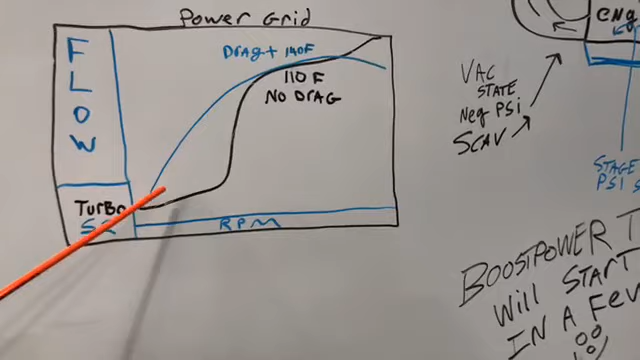 Power Grid
FLOW
Drag + 140F
110 F
NO DRAG
Turbo
SC
RPM
VAC
STATE
Neg PSi
SCAV
ENg
STAGE
PSI S
BOOSTPOWER T
Will START
IN A FEW